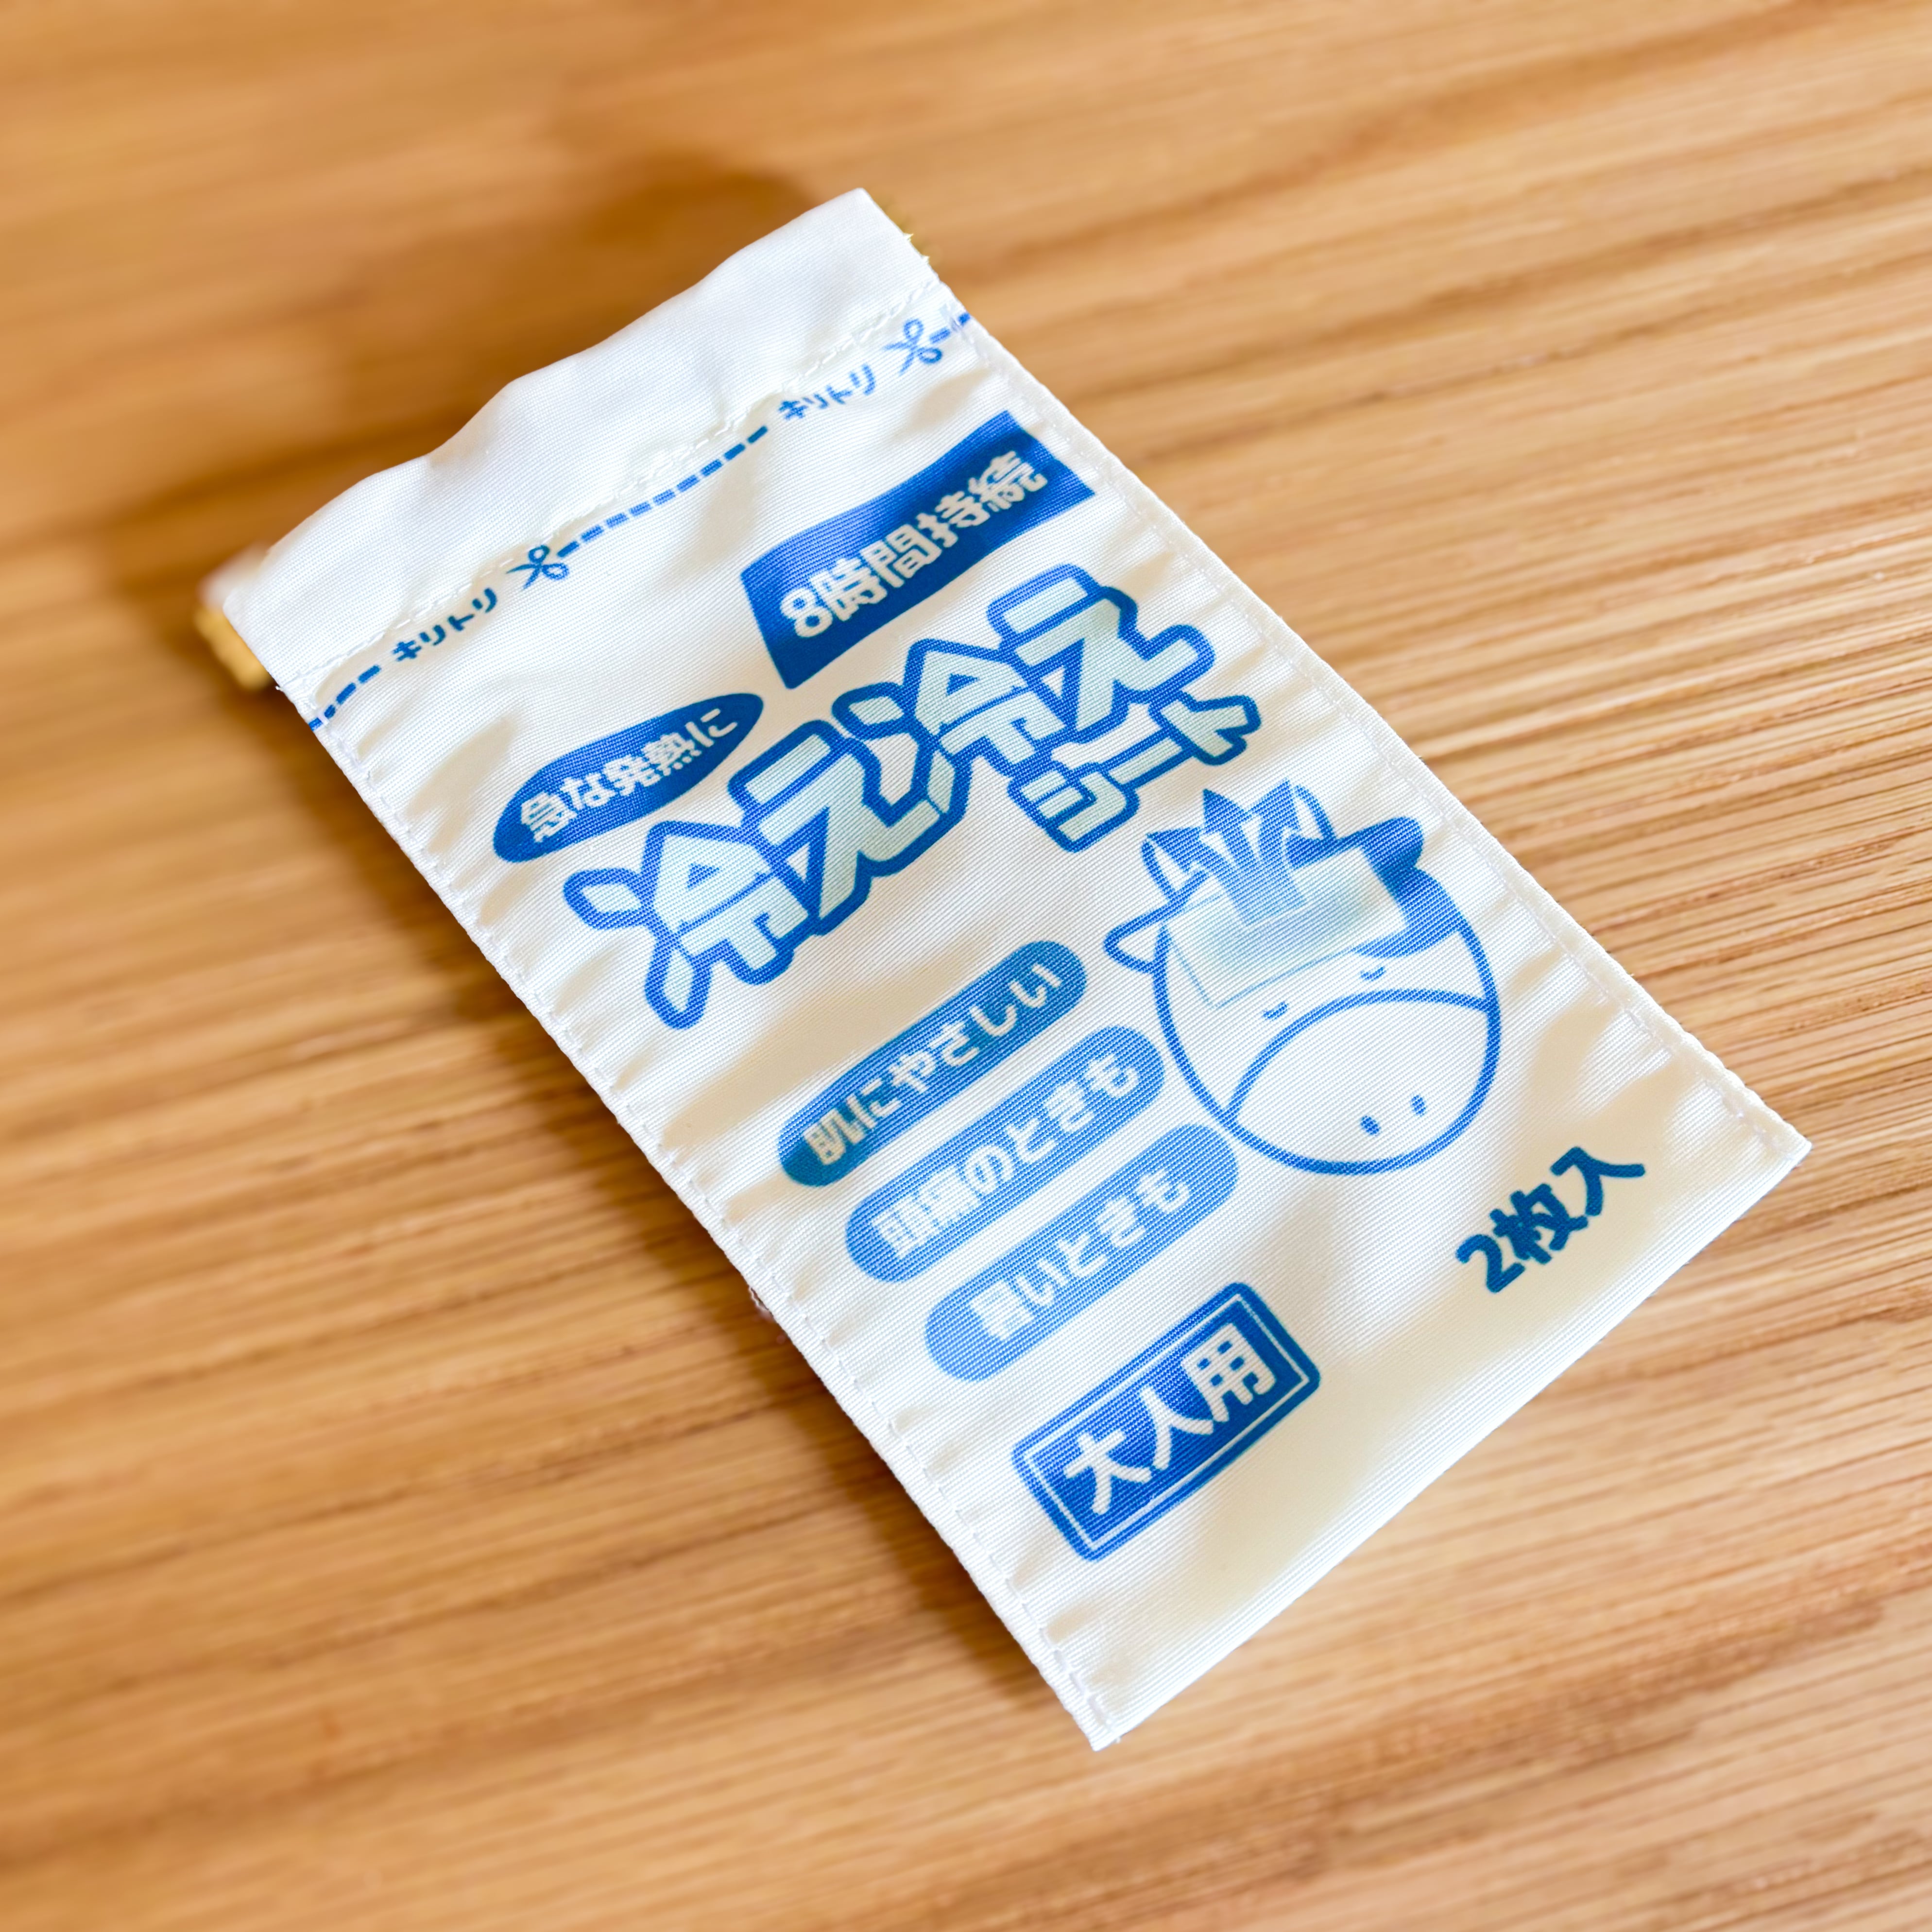 キリトリ キリトリ
8時間持続
急な発熱に
冷え冷え
シート
肌にやさしい
頭痛のときも
暑いときも
大人用
2枚入